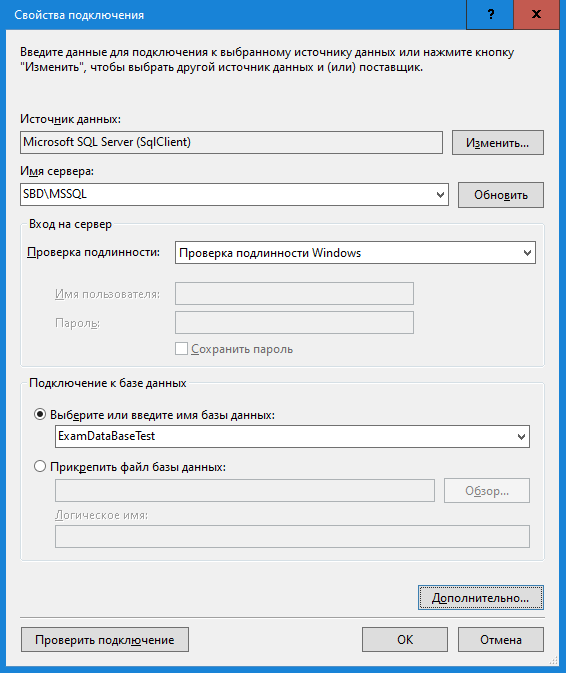 Свойства подключения
?
x
Введите данные для подключения к выбранному источнику данных или нажмите кнопку
"Изменить", чтобы выбрать другой источник данных и (или) поставщик.
Источник данных:
Microsoft SQL Server (SqlClient)
Изменить...
Имя сервера:
SBD\MSSQL
Обновить
Вход на сервер
Проверка подлинности:
Проверка подлинности Windows
Имя пользователя:
Пароль:
Сохранить пароль
Подключение к базе данных
Выберите или введите имя базы данных:
ExamDataBaseTest
Прикрепить файл базы данных:
Обзор...
Логическое имя:
Дополнительно...
Проверить подключение
ОК
Отмена